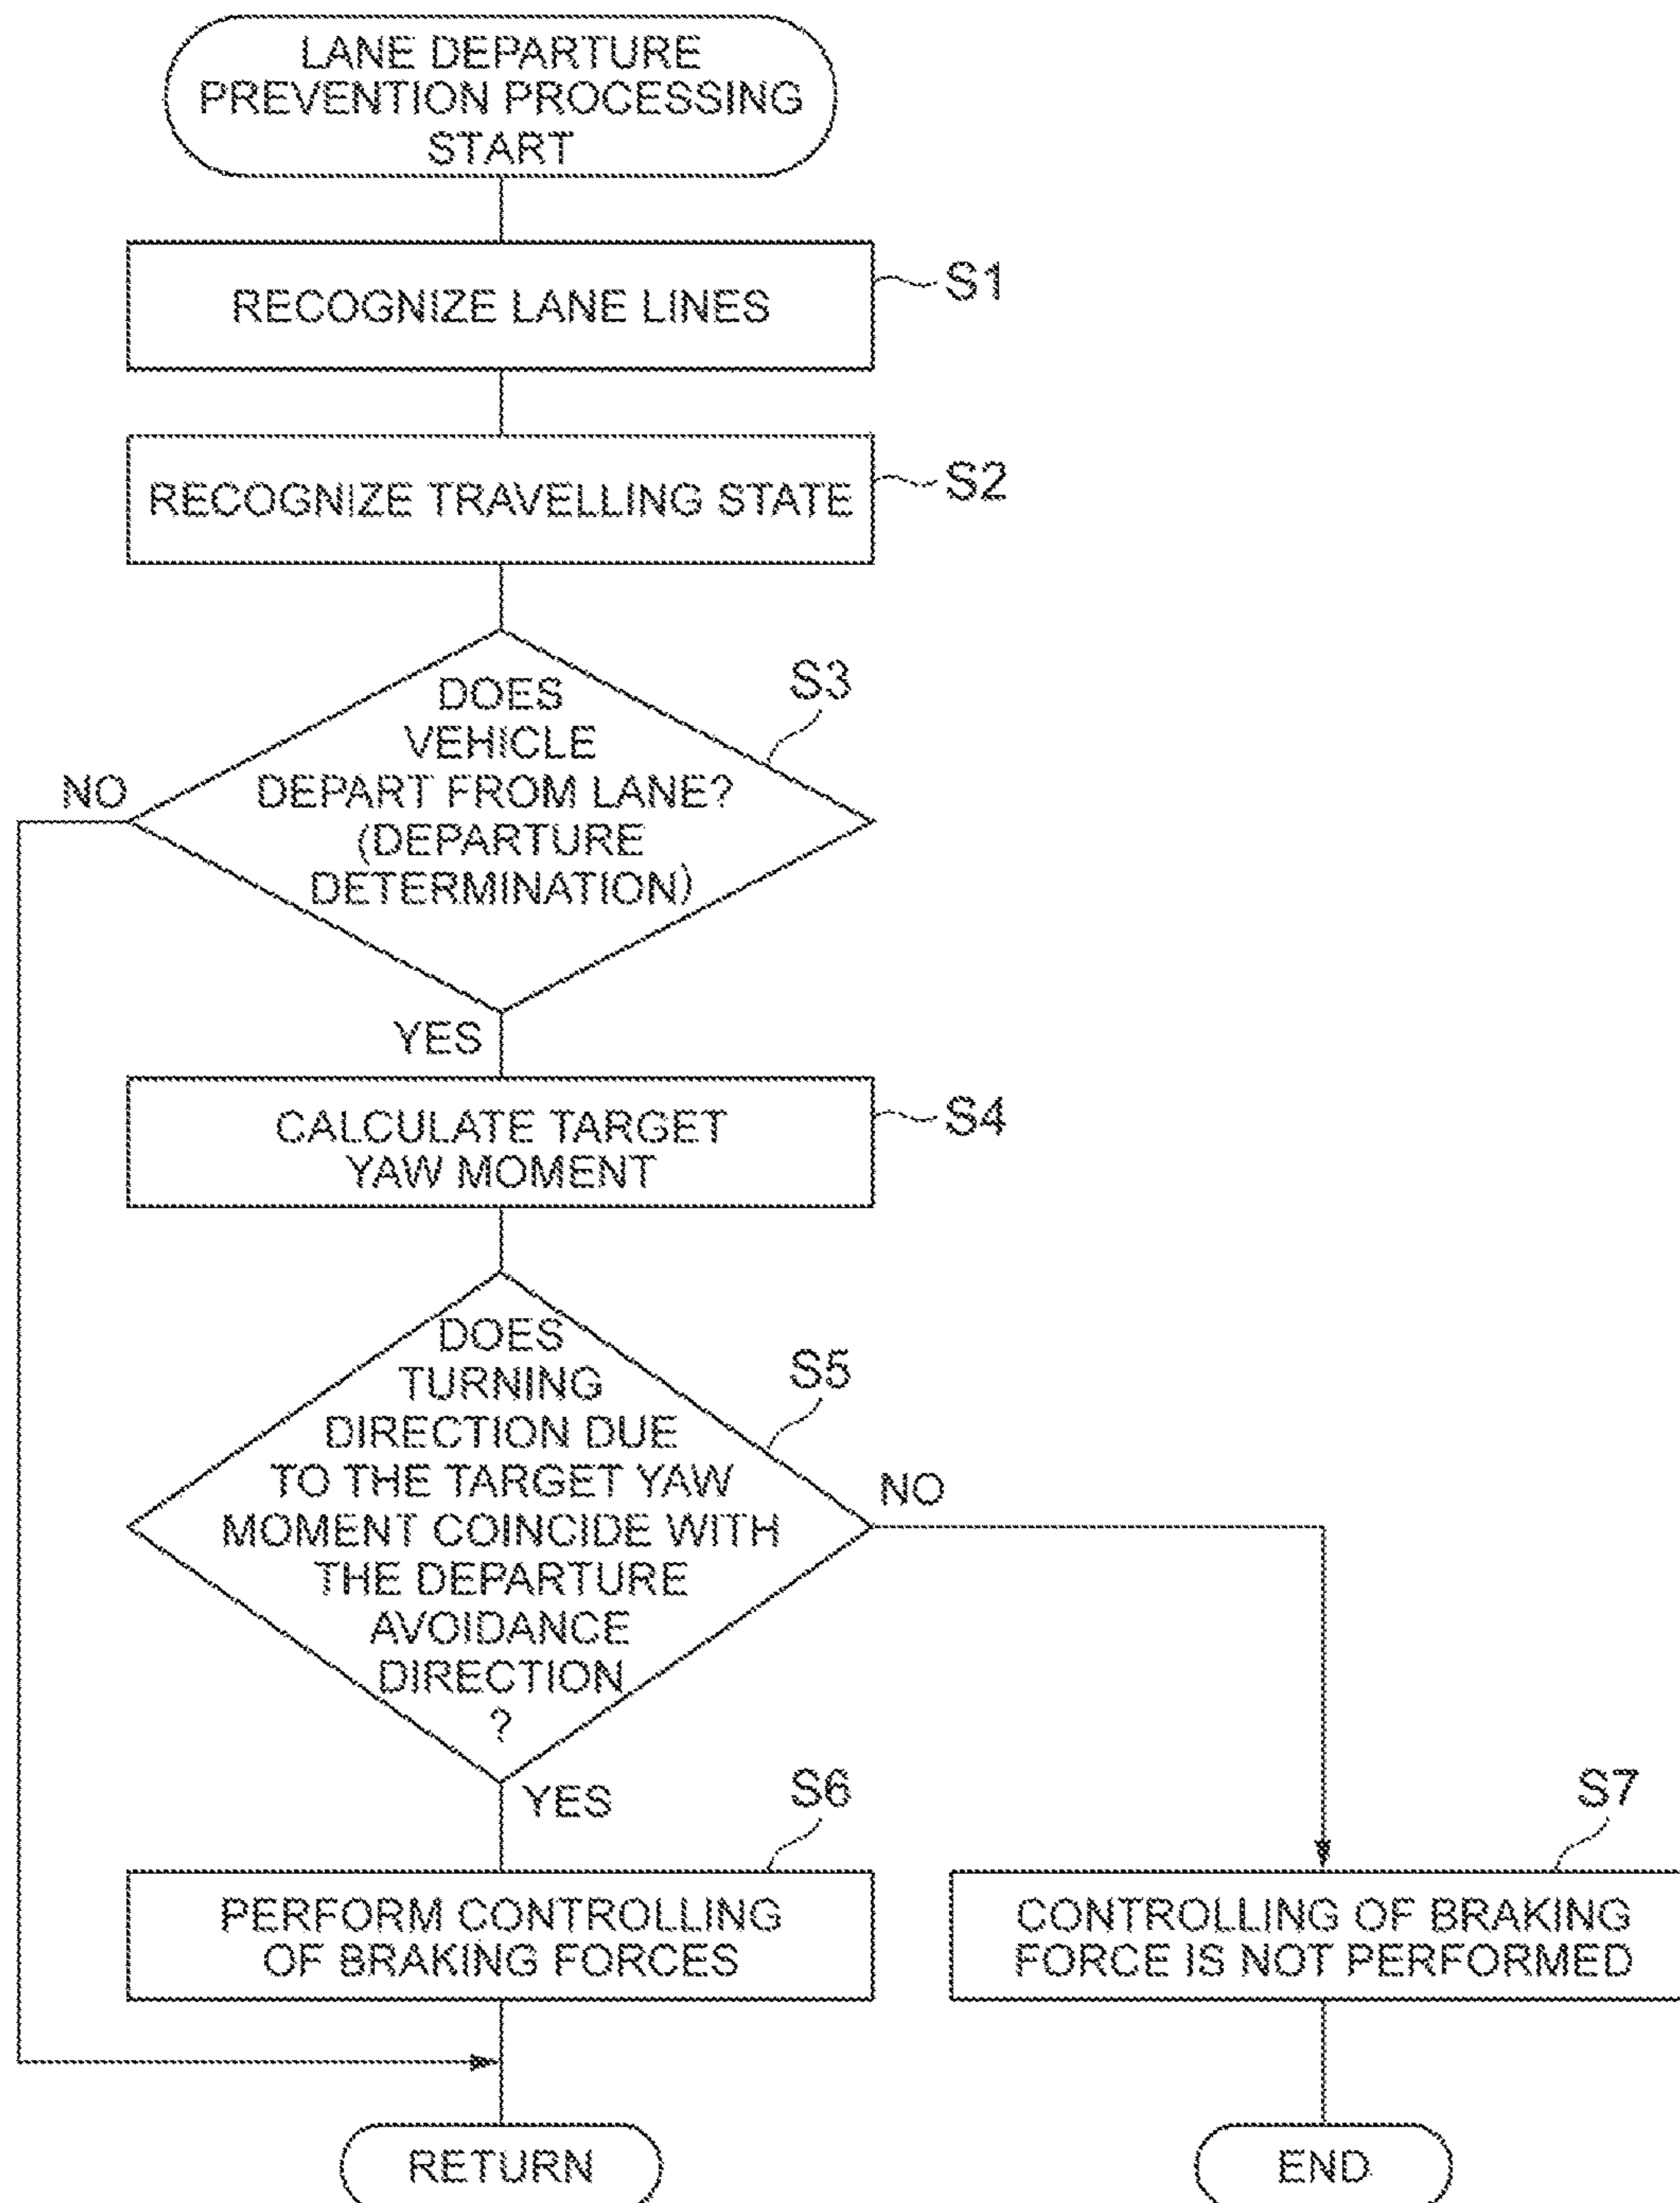 LANE DEPARTURE
PREVENTION PROCESSING
START
RECOGNIZE LANE LINES
S1
RECOGNIZE TRAVELLING STATE
S2
DOES
VEHICLE
DEPART FROM LANE?
(DEPARTURE
DETERMINATION)
S3
NO
YES
CALCULATE TARGET
YAW MOMENT
S4
DOES
TURNING
DIRECTION DUE
TO THE TARGET YAW
MOMENT COINCIDE WITH
THE DEPARTURE
AVOIDANCE
DIRECTION
?
S5
NO
YES
S6
PERFORM CONTROLLING
OF BRAKING FORCES
S7
CONTROLLING OF BRAKING
FORCE IS NOT PERFORMED
RETURN
END